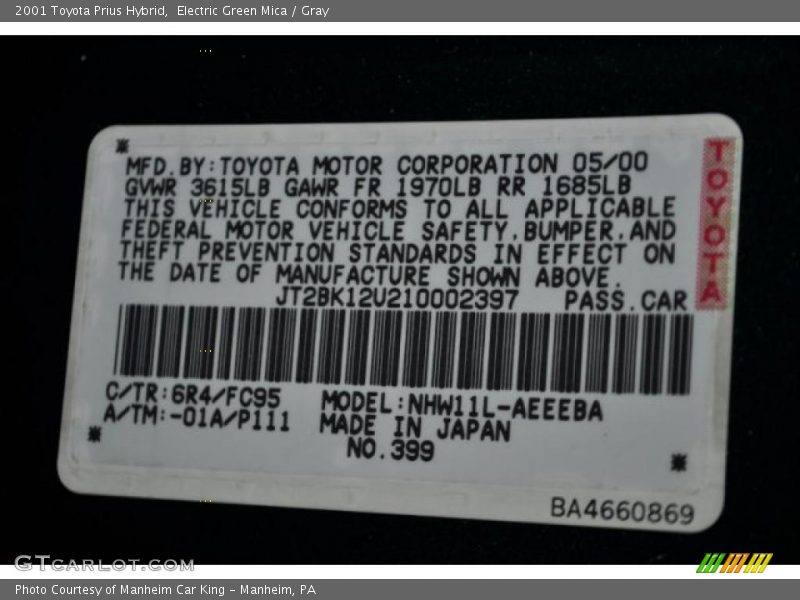 2001 Toyota Prius Hybrid,  Electric Green Mica / Gray
MFD.BY:TOYOTA MOTOR CORPORATION 05/00
GVWR 3615LB GAWR FR 1970LB RR 1685LB
THIS VEHICLE CONFORMS TO ALL APPLICABLE
FEDERAL MOTOR VEHICLE SAFETY,BUMPER,AND
THEFT PREVENTION STANDARDS IN EFFECT ON
THE DATE OF MANUFACTURE SHOWN ABOVE.
JT2BK12U210002397 PASS.CAR
TOYOTA
C/TR:6R4/FC95
A/TM:-01A/P111
MODEL:NHW11L-AEEEBA
MADE IN JAPAN
NO.399
BA4660869
GTCARLOT.COM
Photo Courtesy of Manheim Car King - Manheim, PA